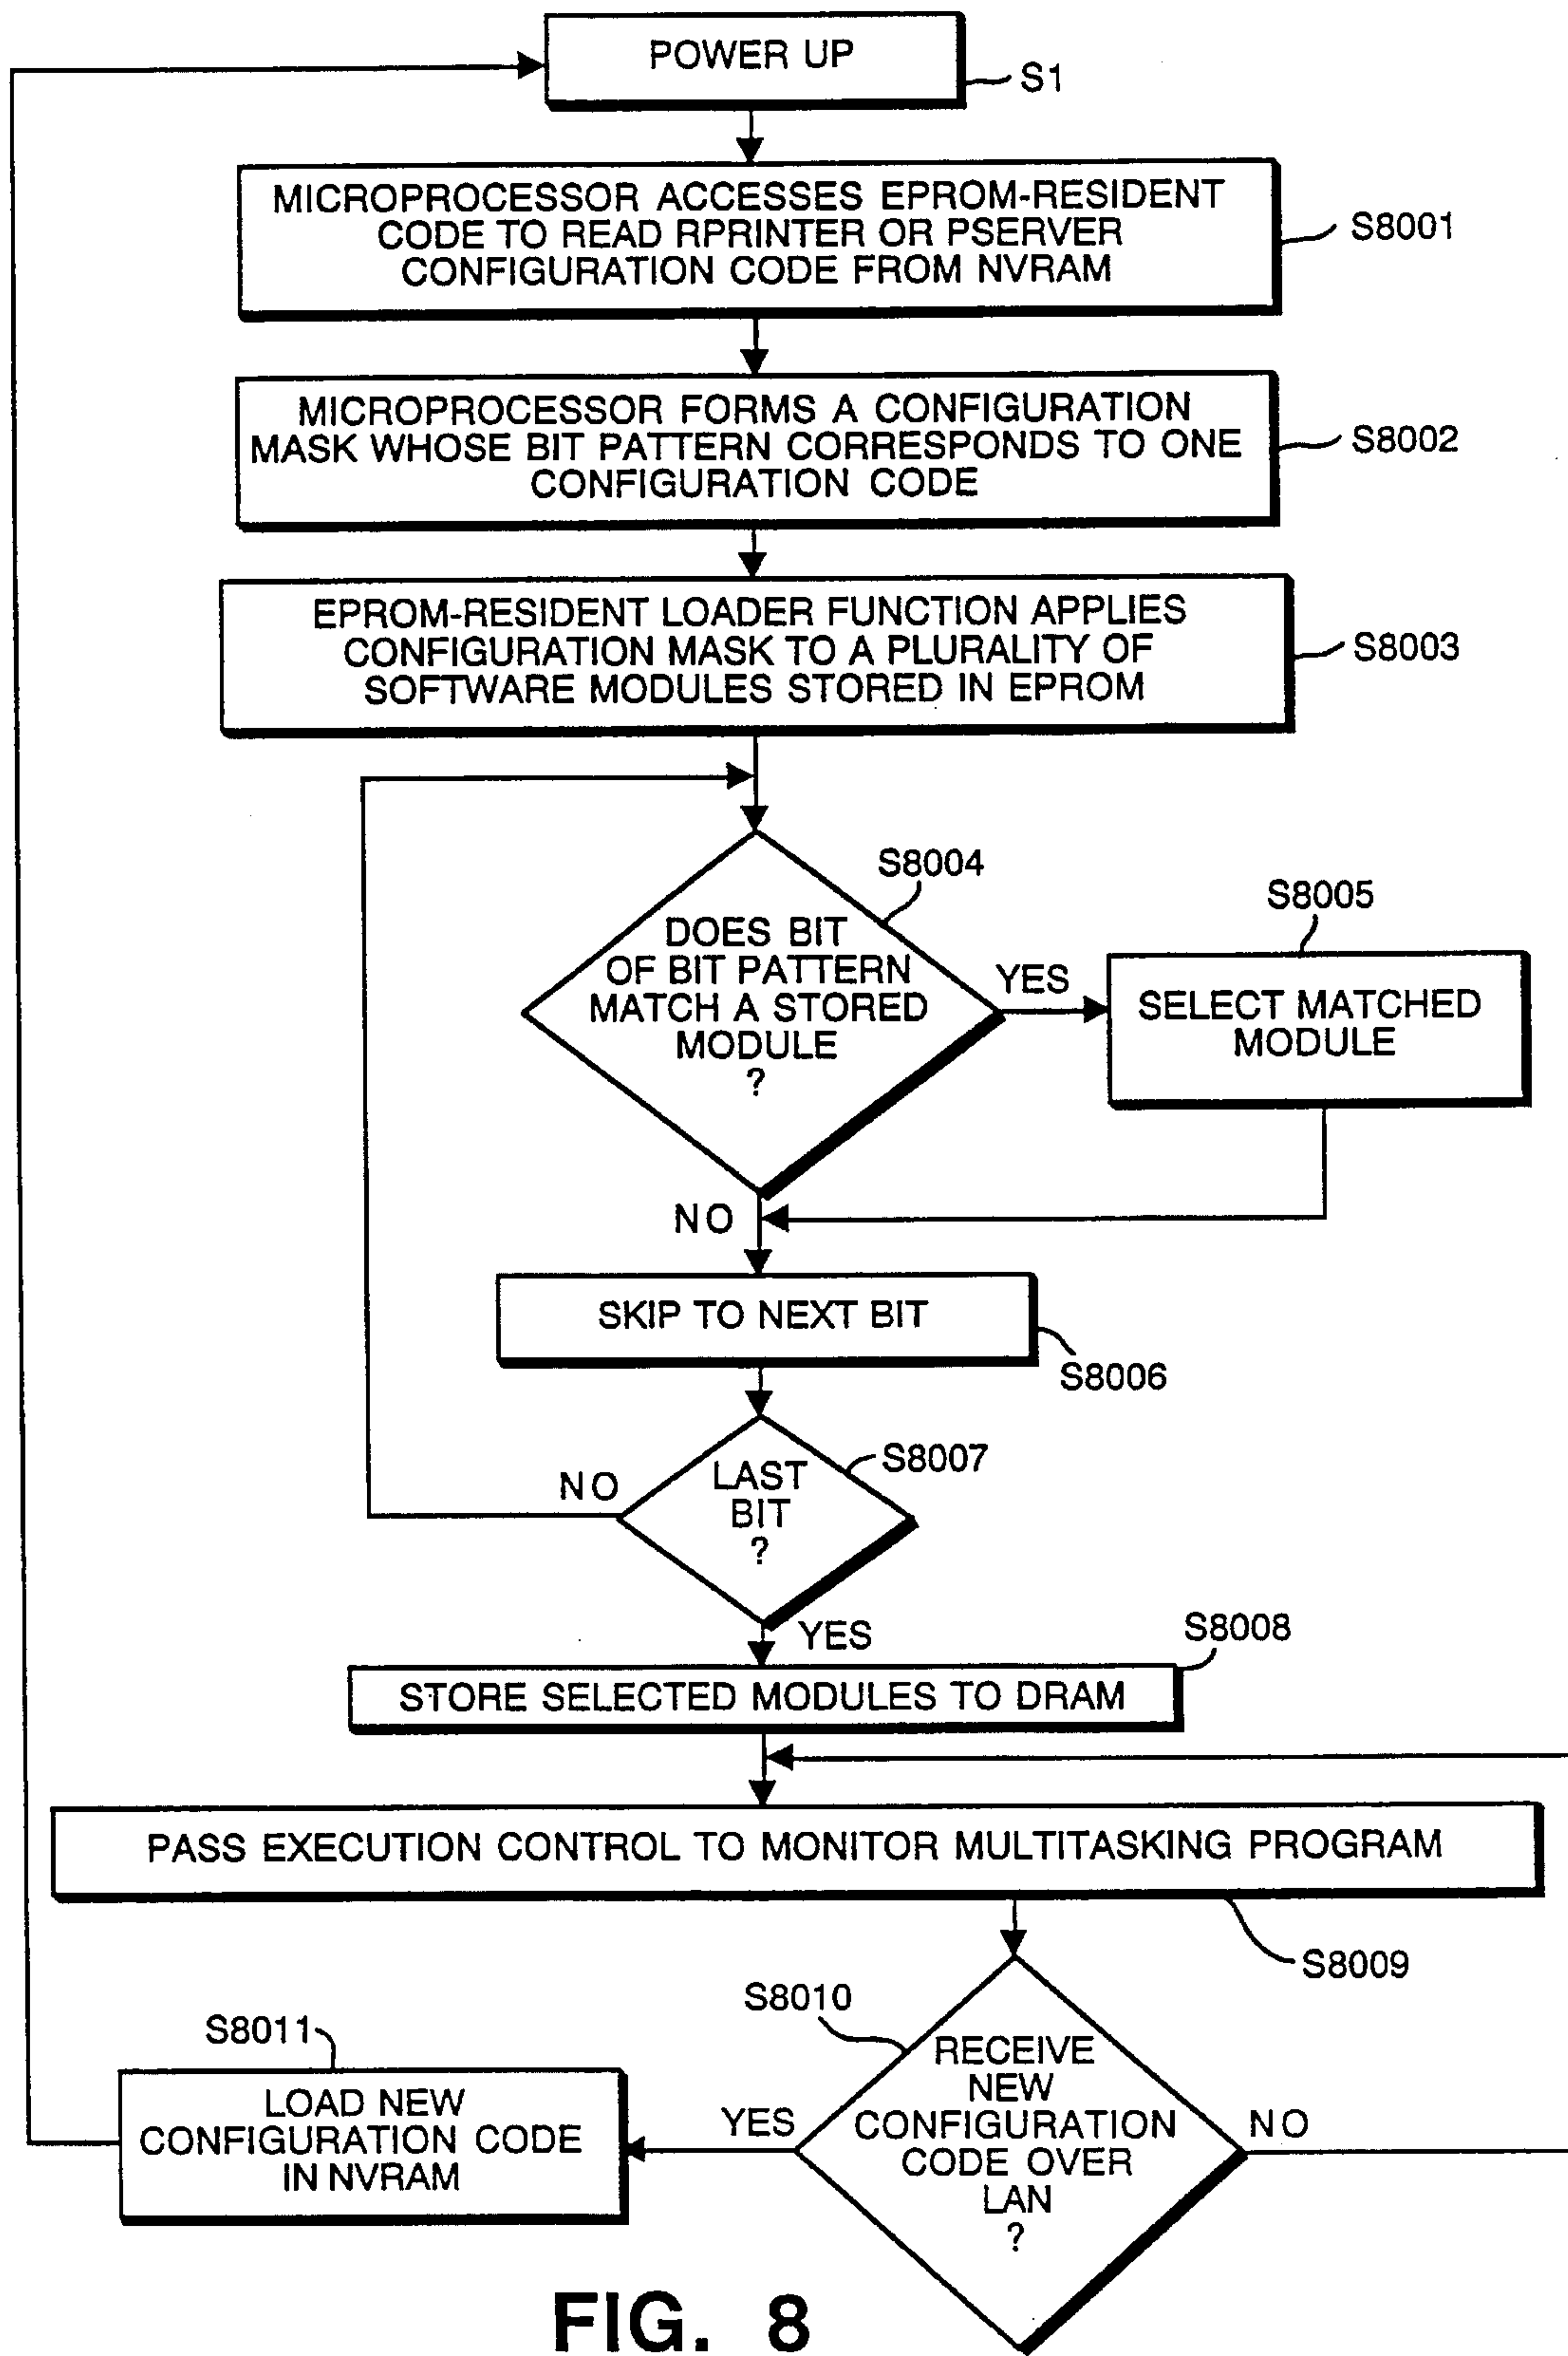 POWER UP
S1
MICROPROCESSOR ACCESSES EPROM-RESIDENT
CODE TO READ RPRINTER OR PSERVER
CONFIGURATION CODE FROM NVRAM
S8001
MICROPROCESSOR FORMS A CONFIGURATION
MASK WHOSE BIT PATTERN CORRESPONDS TO ONE
CONFIGURATION CODE
S8002
EPROM-RESIDENT LOADER FUNCTION APPLIES
CONFIGURATION MASK TO A PLURALITY OF
SOFTWARE MODULES STORED IN EPROM
S8003
S8004
DOES BIT
OF BIT PATTERN
MATCH A STORED
MODULE
?
YES
S8005
SELECT MATCHED
MODULE
NO
SKIP TO NEXT BIT
S8006
S8007
LAST
BIT
?
NO
YES
S8008
STORE SELECTED MODULES TO DRAM
PASS EXECUTION CONTROL TO MONITOR MULTITASKING PROGRAM
S8009
S8010
RECEIVE
NEW
CONFIGURATION
CODE OVER
LAN
?
YES
NO
S8011
LOAD NEW
CONFIGURATION CODE
IN NVRAM
FIG. 8